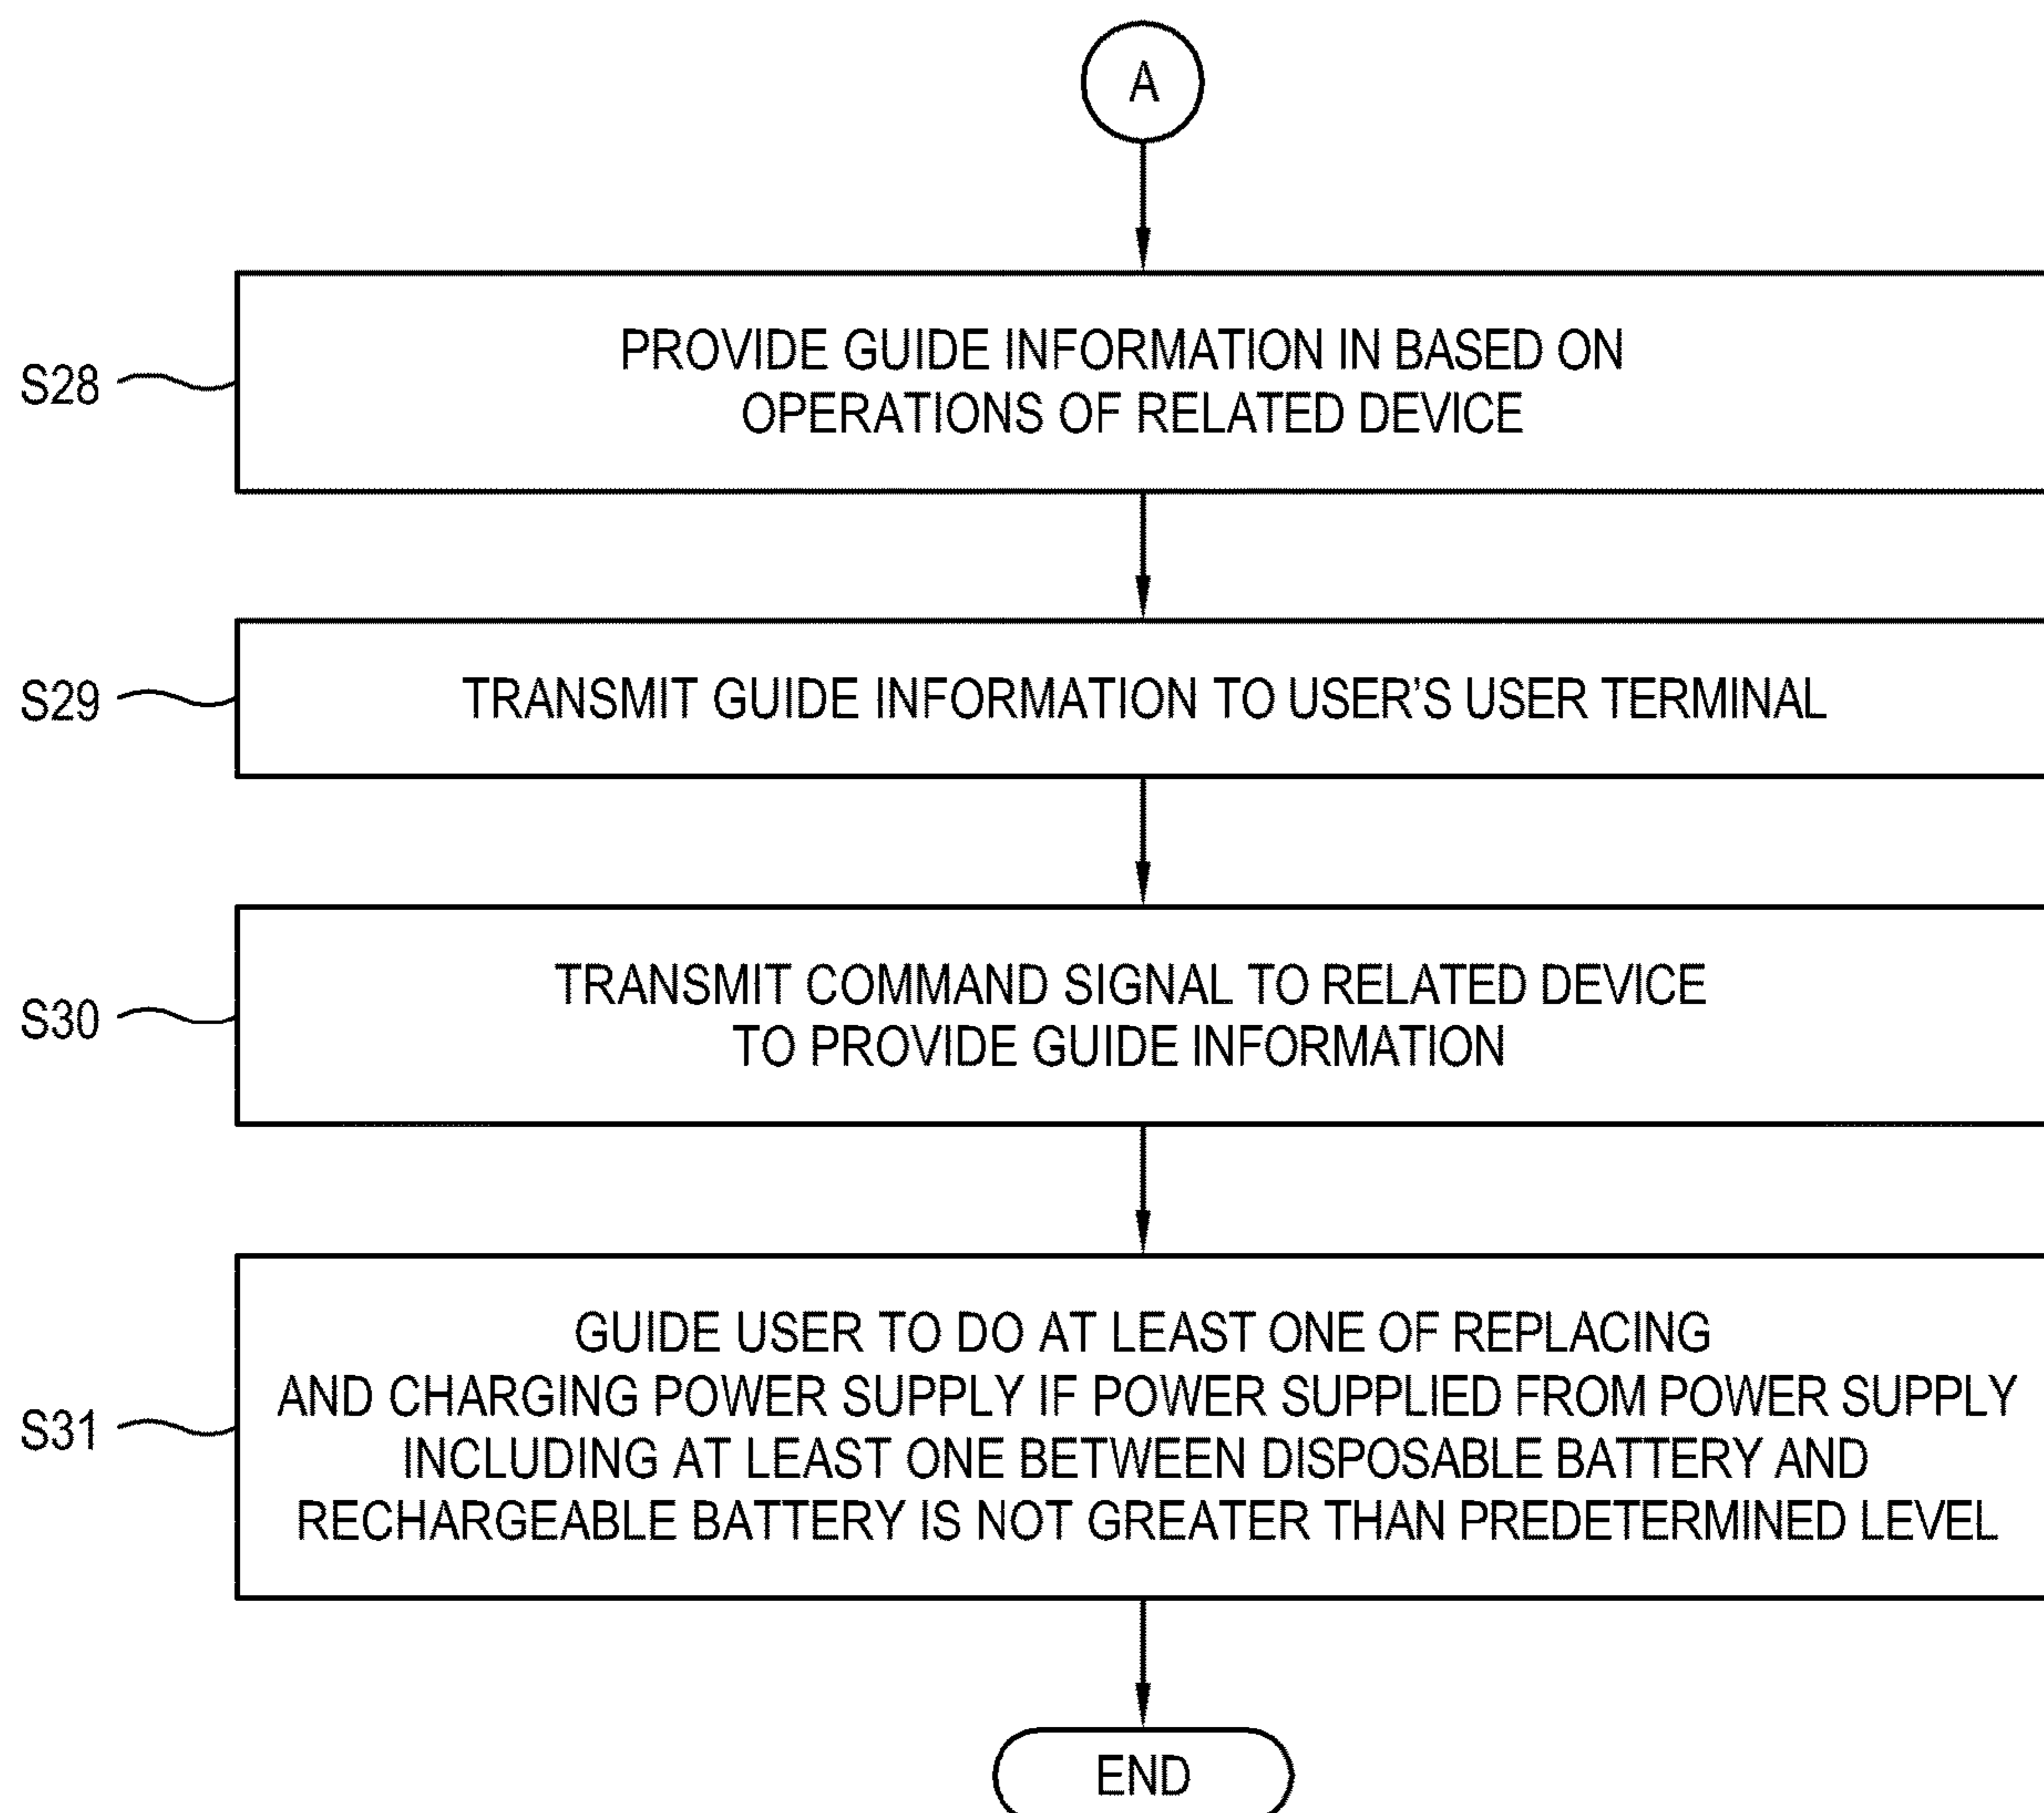 A
S28
PROVIDE GUIDE INFORMATION IN BASED ON
OPERATIONS OF RELATED DEVICE
S29
TRANSMIT GUIDE INFORMATION TO USER'S USER TERMINAL
S30
TRANSMIT COMMAND SIGNAL TO RELATED DEVICE
TO PROVIDE GUIDE INFORMATION
S31
GUIDE USER TO DO AT LEAST ONE OF REPLACING
AND CHARGING POWER SUPPLY IF POWER SUPPLIED FROM POWER SUPPLY
INCLUDING AT LEAST ONE BETWEEN DISPOSABLE BATTERY AND
RECHARGEABLE BATTERY IS NOT GREATER THAN PREDETERMINED LEVEL
END